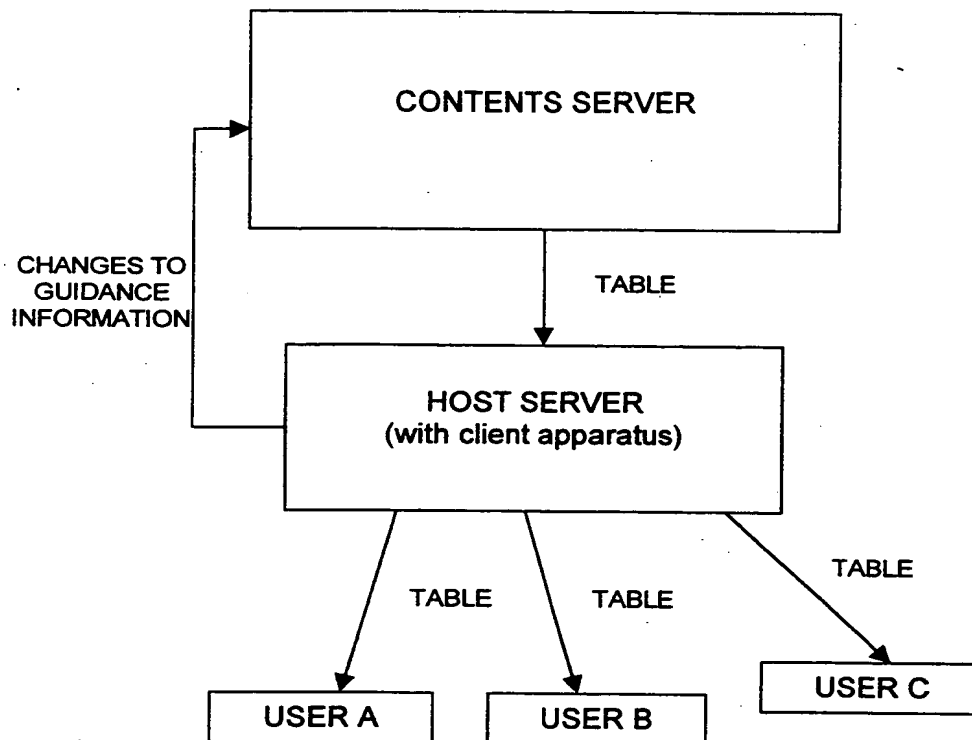 CONTENTS SERVER
CHANGES TO
GUIDANCE
INFORMATION
TABLE
HOST SERVER
(with client apparatus)
TABLE
TABLE
TABLE
USER A
USER B
USER C